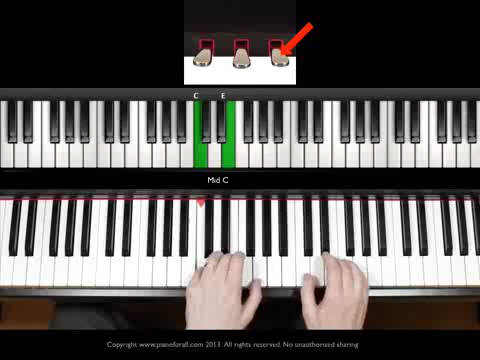 C E
Mid C
Copyright www.pianoforall.com 2013 All rights reserved. No unauthorised sharing